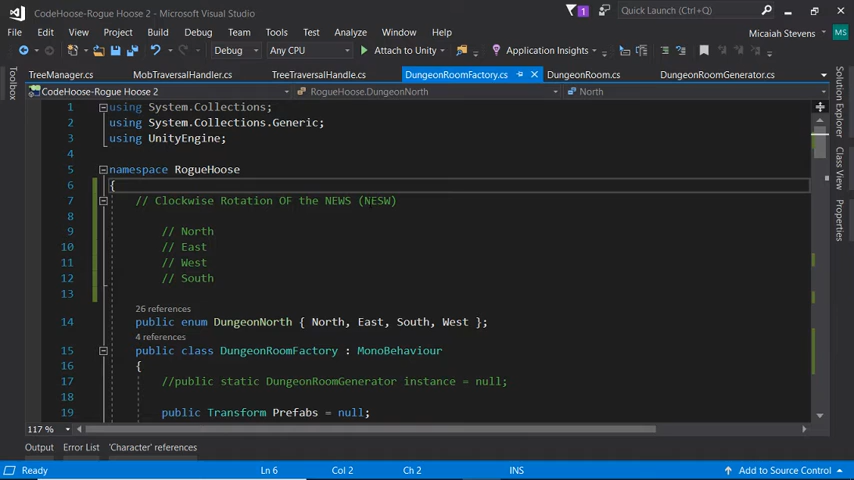 CodeHoose-Rogue Hoose 2 - Microsoft Visual Studio
1
Quick Launch (Ctrl+Q)
File Edit View Project Build Debug Team Tools Test Analyze Window Help
Micaiah Stevens
MS
Debug Any CPU Attach to Unity Application Insights
Toolbox
TreeManager.cs MobTraversalHandler.cs TreeTraversalHandle.cs DungeonRoomFactory.cs DungeonRoom.cs DungeonRoomGenerator.cs
CodeHoose-Rogue Hoose 2 RogueHoose.DungeonNorth North
1 using System.Collections;
2 using System.Collections.Generic;
3 using UnityEngine;
4
5 namespace RogueHoose
6 {
7 // Clockwise Rotation OF the NEWS (NESW)
8
9 // North
10 // East
11 // West
12 // South
13
26 references
14 public enum DungeonNorth { North, East, South, West };
4 references
15 public class DungeonRoomFactory : MonoBehaviour
16 {
17 //public static DungeonRoomGenerator instance = null;
18
19 public Transform Prefabs = null;
117 %
Solution Explorer
Class View
Properties
Output Error List 'Character' references
Ready Ln 6 Col 2 Ch 2 INS Add to Source Control